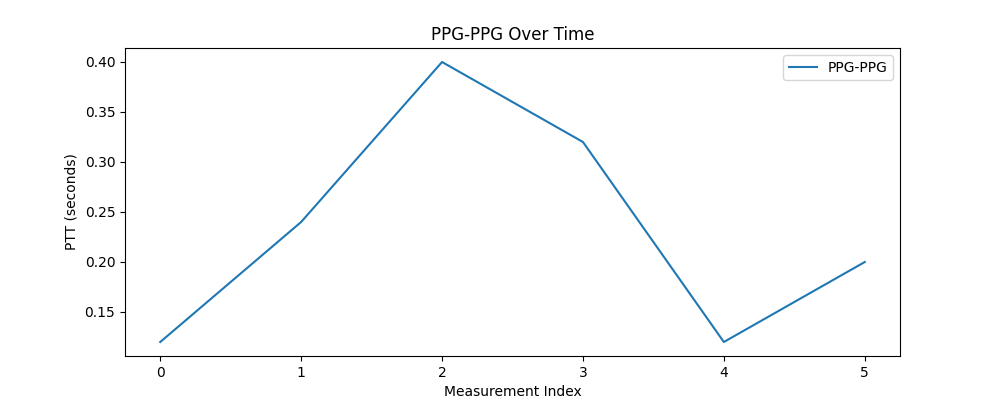 PPG-PPG Over Time
PPG-PPG
PTT (seconds)
0.40
0.35
0.30
0.25
0.20
0.15
0 1 2 3 4 5
Measurement Index